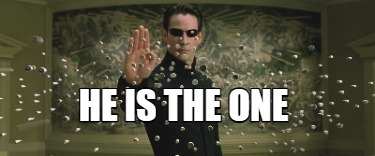 HE IS THE ONE